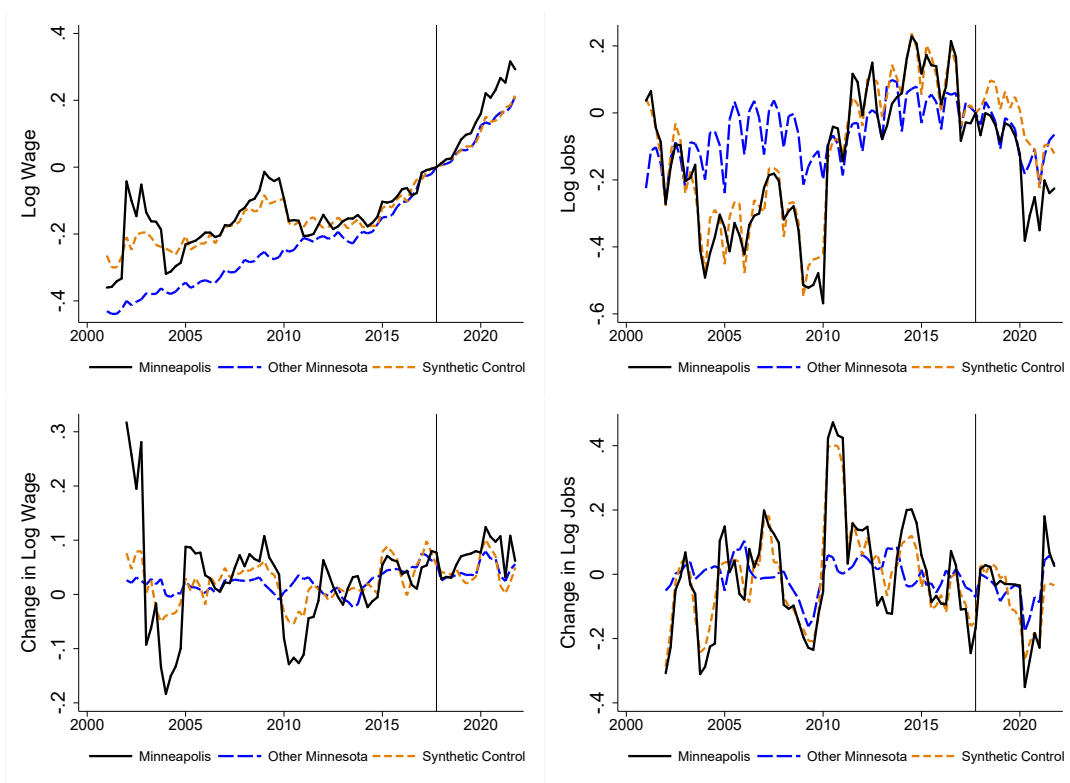 Log Wage
.4
.2
0
-.2
-.4
2000 2005 2010 2015 2020
Minneapolis Other Minnesota Synthetic Control
Log Jobs
.2
0
-.2
-.4
-.6
2000 2005 2010 2015 2020
Minneapolis Other Minnesota Synthetic Control
Change in Log Wage
.3
.2
.1
0
-.1
-.2
2000 2005 2010 2015 2020
Minneapolis Other Minnesota Synthetic Control
Change in Log Jobs
.4
.2
0
-.2
-.4
2000 2005 2010 2015 2020
Minneapolis Other Minnesota Synthetic Control